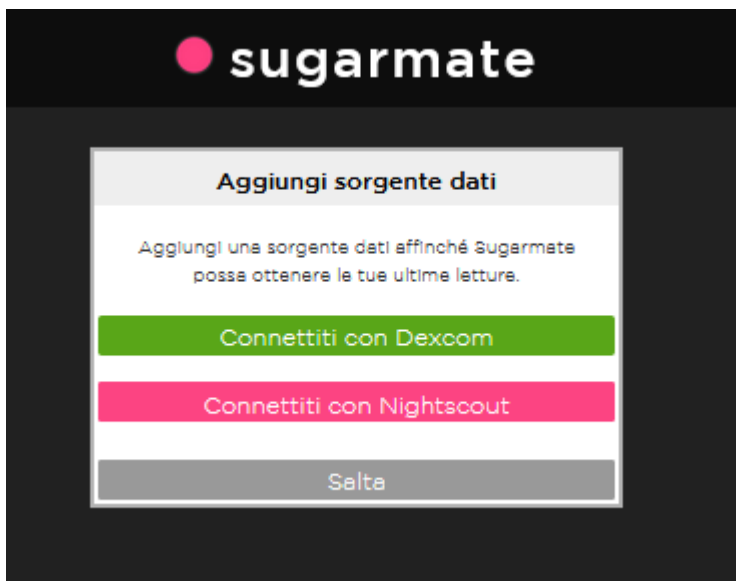 sugarmate
Aggiungi sorgente dati
Aggiungi una sorgente dati affinché Sugarmate
possa ottenere le tue ultime letture.
Connettiti con Dexcom
Connettiti con Nightscout
Salta